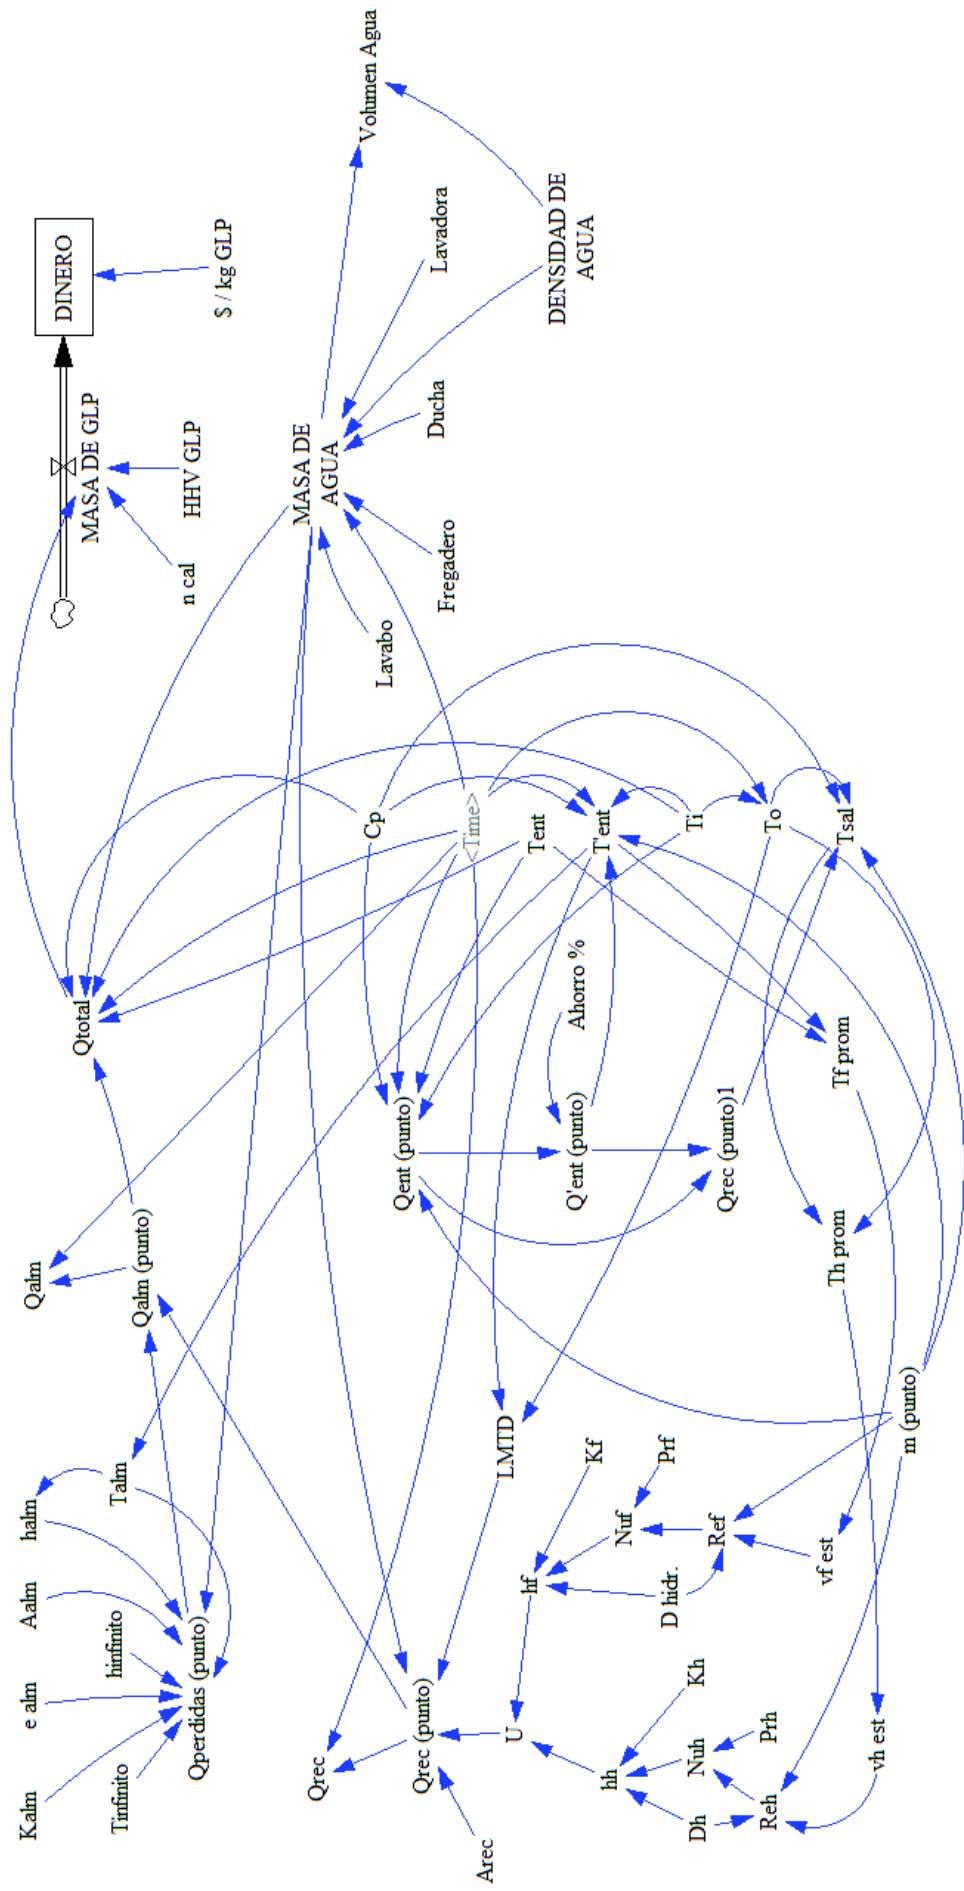 Kalm
e alm
Aalm
halm
Qalm
Tinfinito
hinfinito
Talm
Qalm (punto)
Qtotal
MASA DE GLP
DINERO
Qperdidas (punto)
n cal
HHV GLP
$ / kg GLP
Qrec
MASA DE
AGUA
Volumen Agua
Qrec (punto)
Qent (punto)
Cp
Lavabo
Fregadero
Ducha
Lavadora
Arec
U
LMTD
<Time>
Tent
DENSIDAD DE
AGUA
hh
hf
Kf
Q'ent (punto)
Ahorro %
T'ent
Nuf
Prf
Dh
Nuh
Kh
D hidr.
Ref
Qrec (punto)1
Ti
Reh
Prh
To
vf est
Th prom
Tf prom
Tsal
vh est
m (punto)